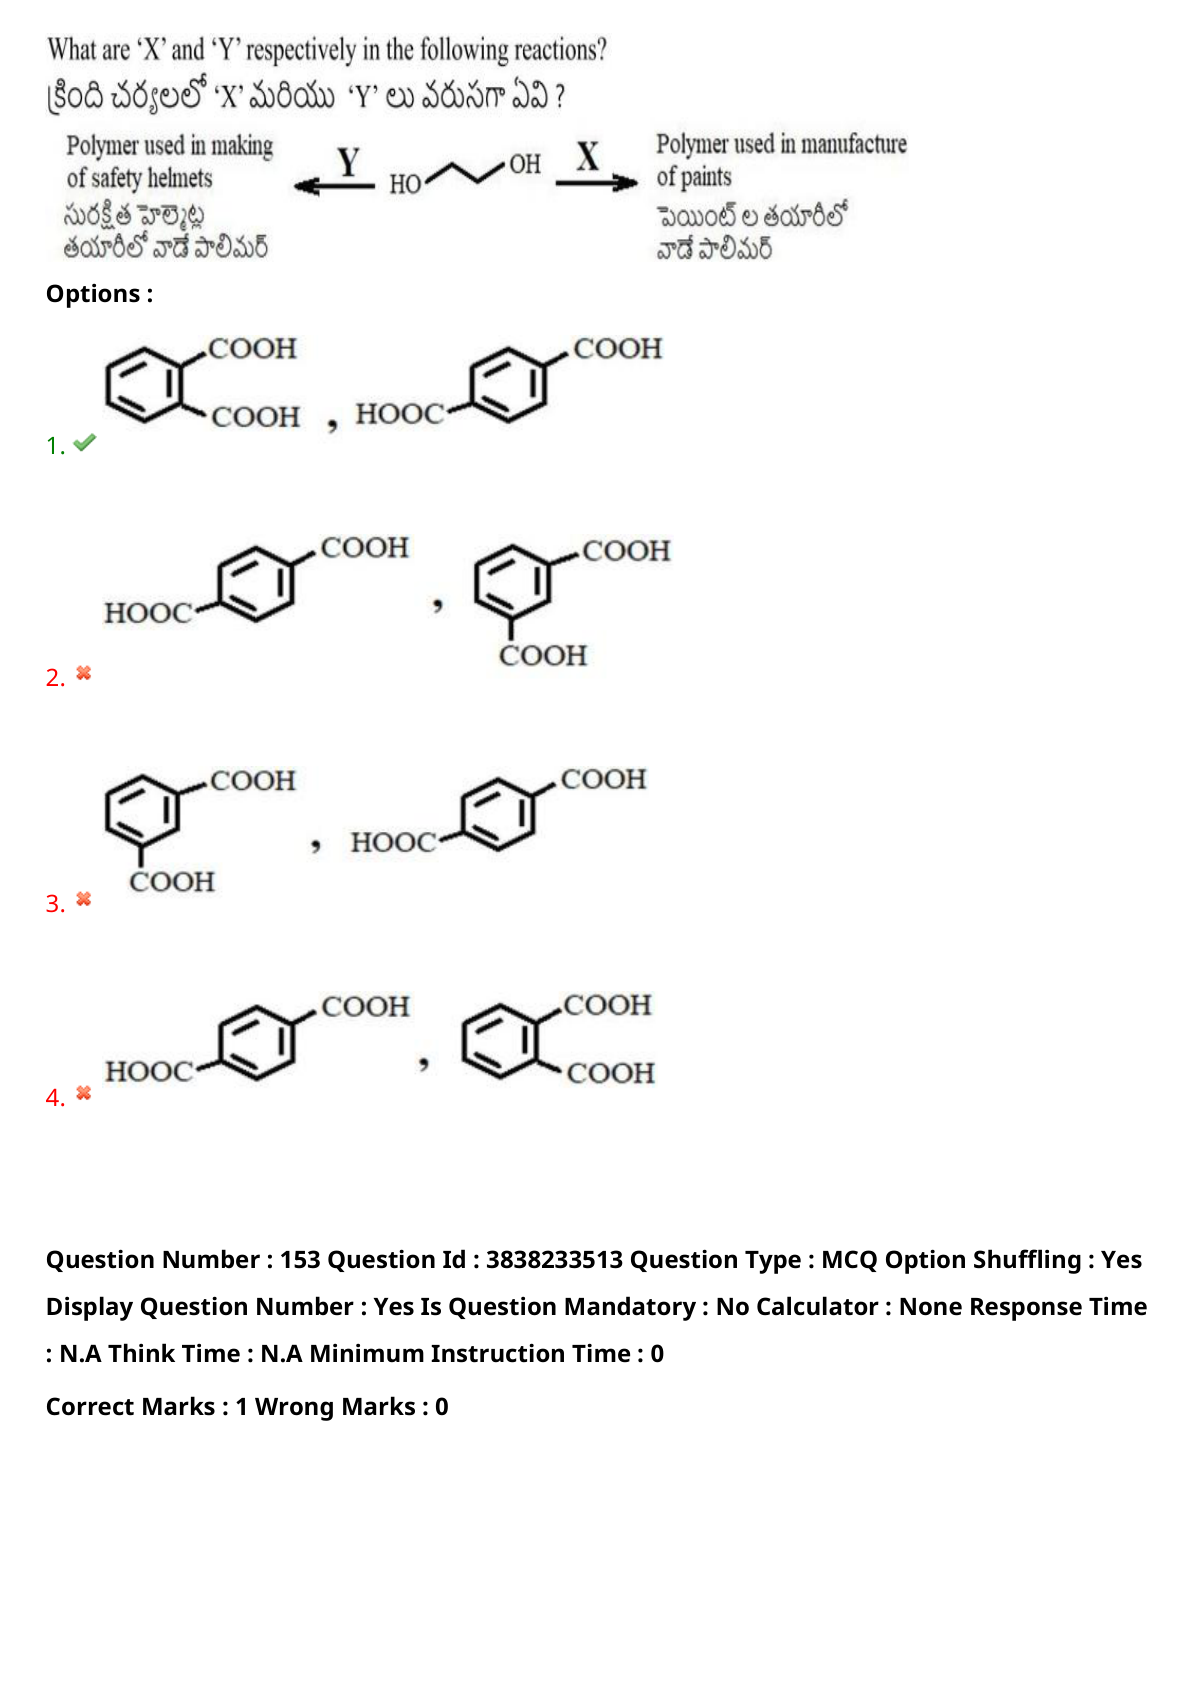 What are ‘X’ and ‘Y’ respectively in the following reactions?
క్రింది చర్యలలో ‘X’ మరియు ‘Y’ లు వరుసగా ఏవి ?
Polymer used in making
of safety helmets
సురక్షిత హెల్మెట్ల
తయారీలో వాడే పాలిమర్
Y
HO
OH
X
Polymer used in manufacture
of paints
పెయింట్ ల తయారీలో
వాడే పాలిమర్
Options :
COOH
COOH
,
COOH
HOOC
1.
COOH
HOOC
,
COOH
COOH
2.
COOH
COOH
,
COOH
HOOC
3.
COOH
HOOC
,
COOH
COOH
4.
Question Number : 153 Question Id : 3838233513 Question Type : MCQ Option Shuffling : Yes
Display Question Number : Yes Is Question Mandatory : No Calculator : None Response Time
: N.A Think Time : N.A Minimum Instruction Time : 0
Correct Marks : 1 Wrong Marks : 0